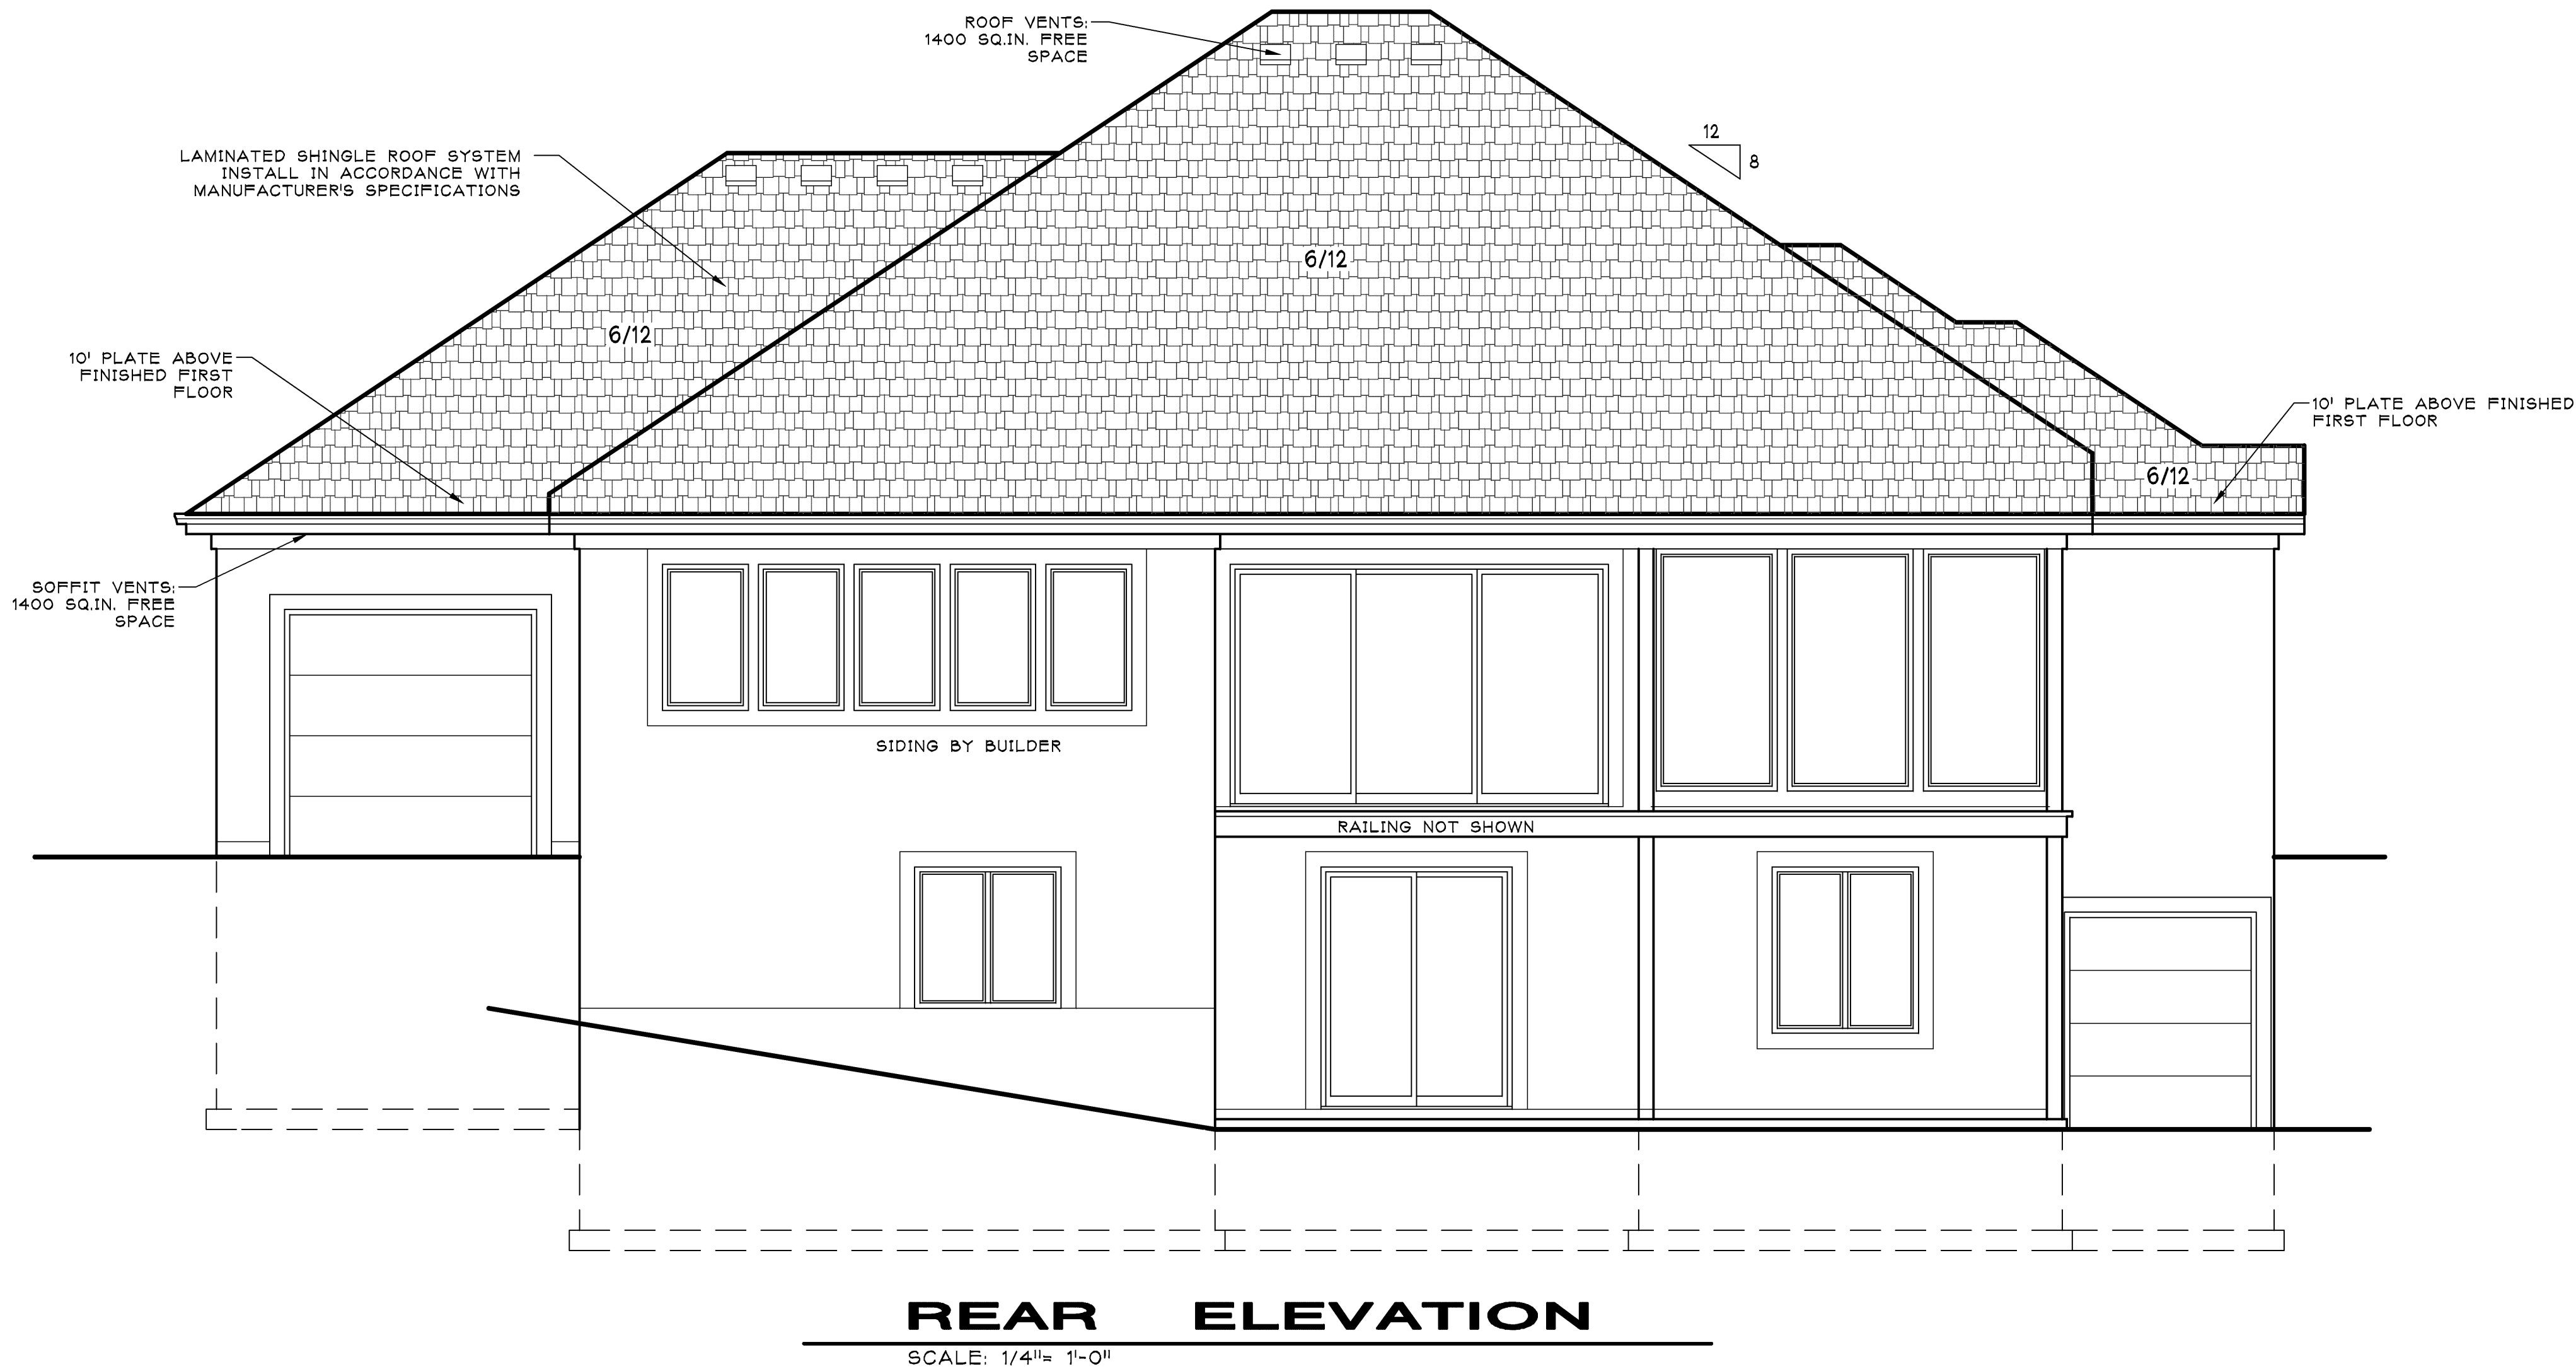 ROOF VENTS:
1400 SQ.IN. FREE
SPACE
12
8
LAMINATED SHINGLE ROOF SYSTEM
INSTALL IN ACCORDANCE WITH
MANUFACTURER'S SPECIFICATIONS
6/12
6/12
10' PLATE ABOVE
FINISHED FIRST
FLOOR
10' PLATE ABOVE FINISHED
FIRST FLOOR
6/12
SOFFIT VENTS:
1400 SQ.IN. FREE
SPACE
SIDING BY BUILDER
RAILING NOT SHOWN
REAR ELEVATION
SCALE: 1/4"= 1'-0"